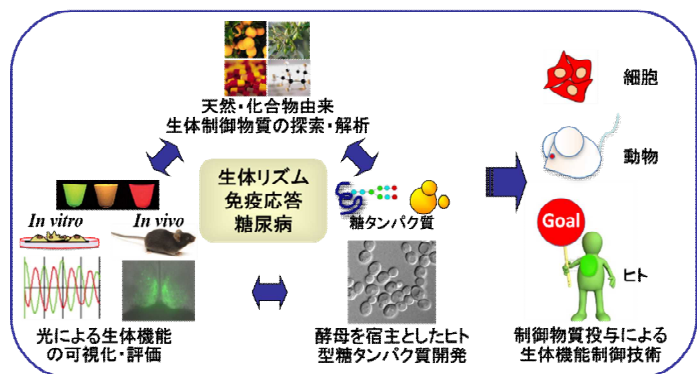 天然・化合物由来
生体制御物質の探索・解析
生体リズム
免疫応答
糖尿病
In vitro
In vivo
光による生体機能
の可視化・評価
糖タンパク質
酵母を宿主としたヒト
型糖タンパク質開発
細胞
動物
Goal
ヒト
制御物質投与による
生体機能制御技術